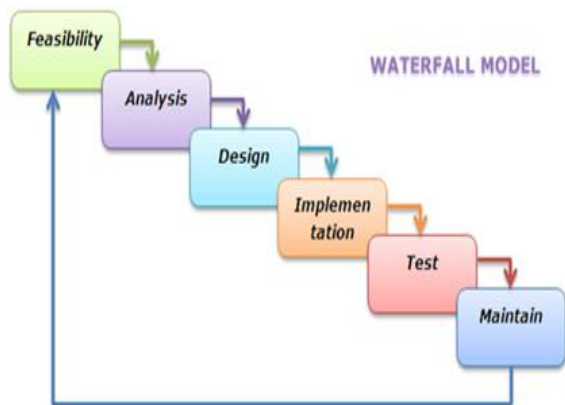 Feasibility
WATERFALL MODEL
Analysis
Design
Implemen
tation
Test
Maintain